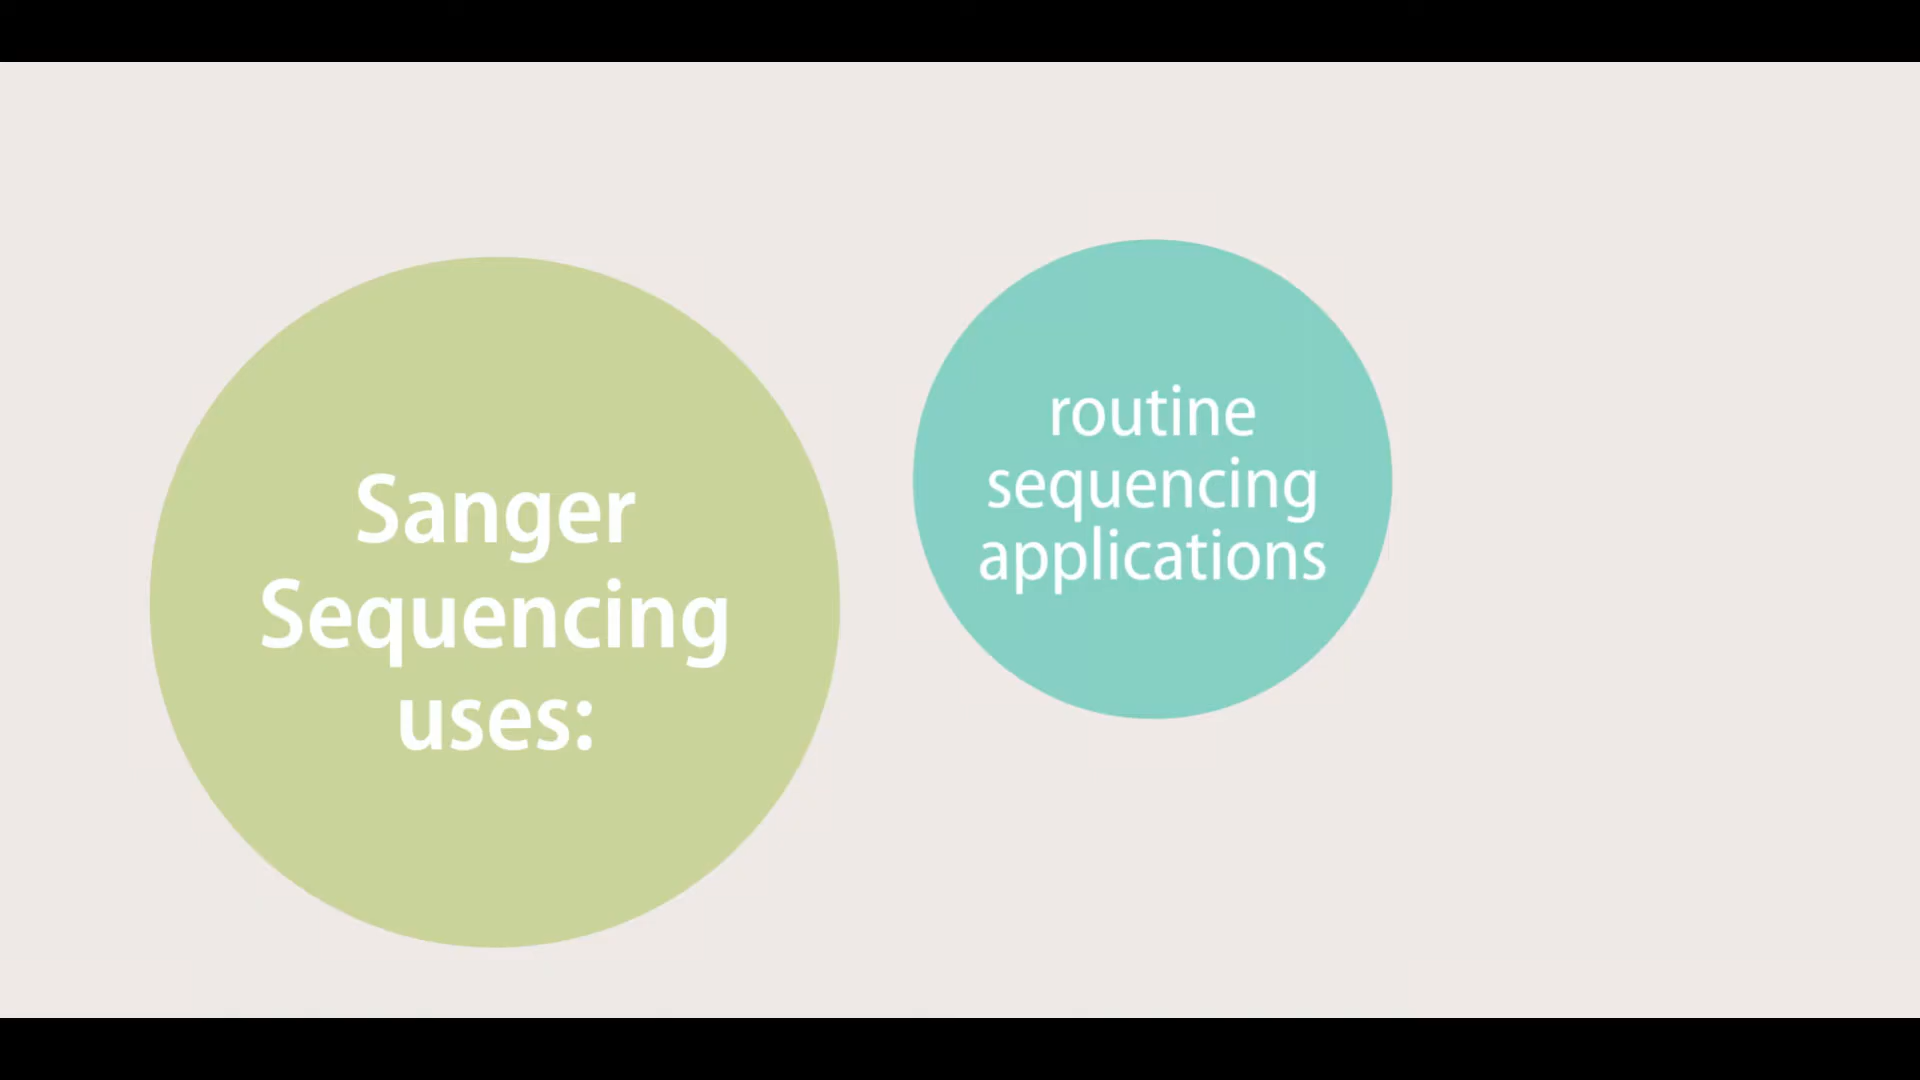 Sanger
Sequencing
uses:
routine
sequencing
applications